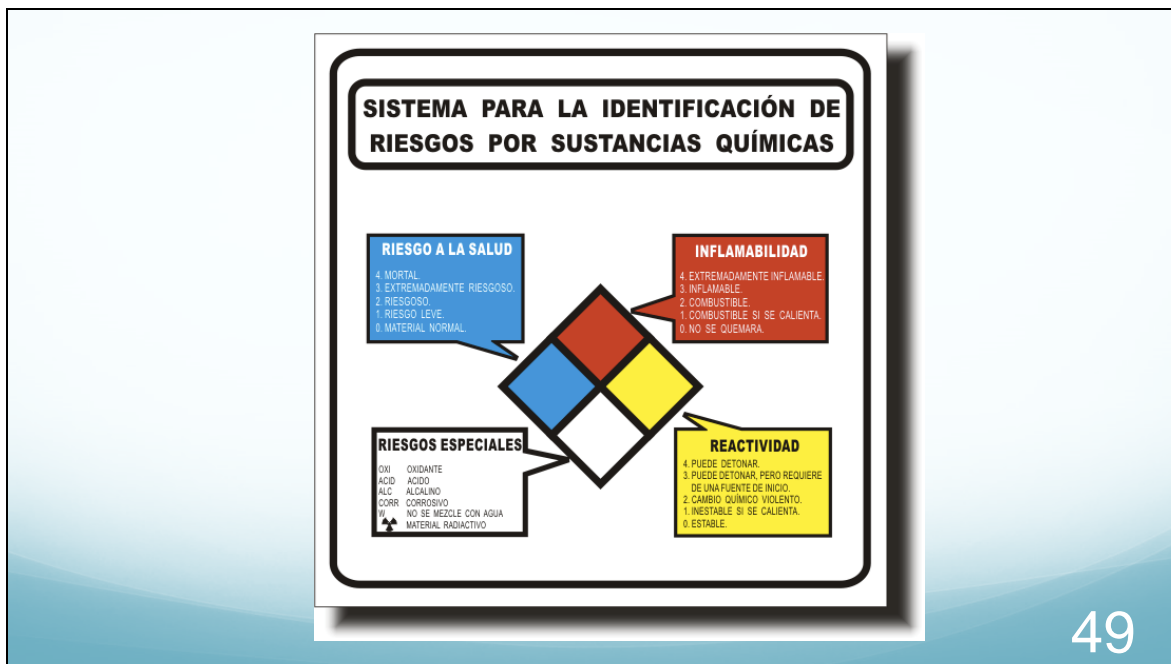 SISTEMA PARA LA IDENTIFICACIÓN DE
RIESGOS POR SUSTANCIAS QUÍMICAS
RIESGO A LA SALUD
4. MORTAL.
3. EXTREMADAMENTE RIESGOSO.
2. RIESGOSO.
1. RIESGO LEVE.
0. MATERIAL NORMAL.
INFLAMABILIDAD
4. EXTREMADAMENTE INFLAMABLE.
3. INFLAMABLE.
2. COMBUSTIBLE.
1. COMBUSTIBLE SI SE CALIENTA.
0. NO SE QUEMARA.
RIESGOS ESPECIALES
OXI OXIDANTE
ACID ACIDO
ALC ALCALINO
CORR CORROSIVO
W NO SE MEZCLE CON AGUA
MATERIAL RADIACTIVO
REACTIVIDAD
4. PUEDE DETONAR.
3. PUEDE DETONAR, PERO REQUIERE
DE UNA FUENTE DE INICIO.
2. CAMBIO QUÍMICO VIOLENTO.
1. INESTABLE SI SE CALIENTA.
0. ESTABLE.
49